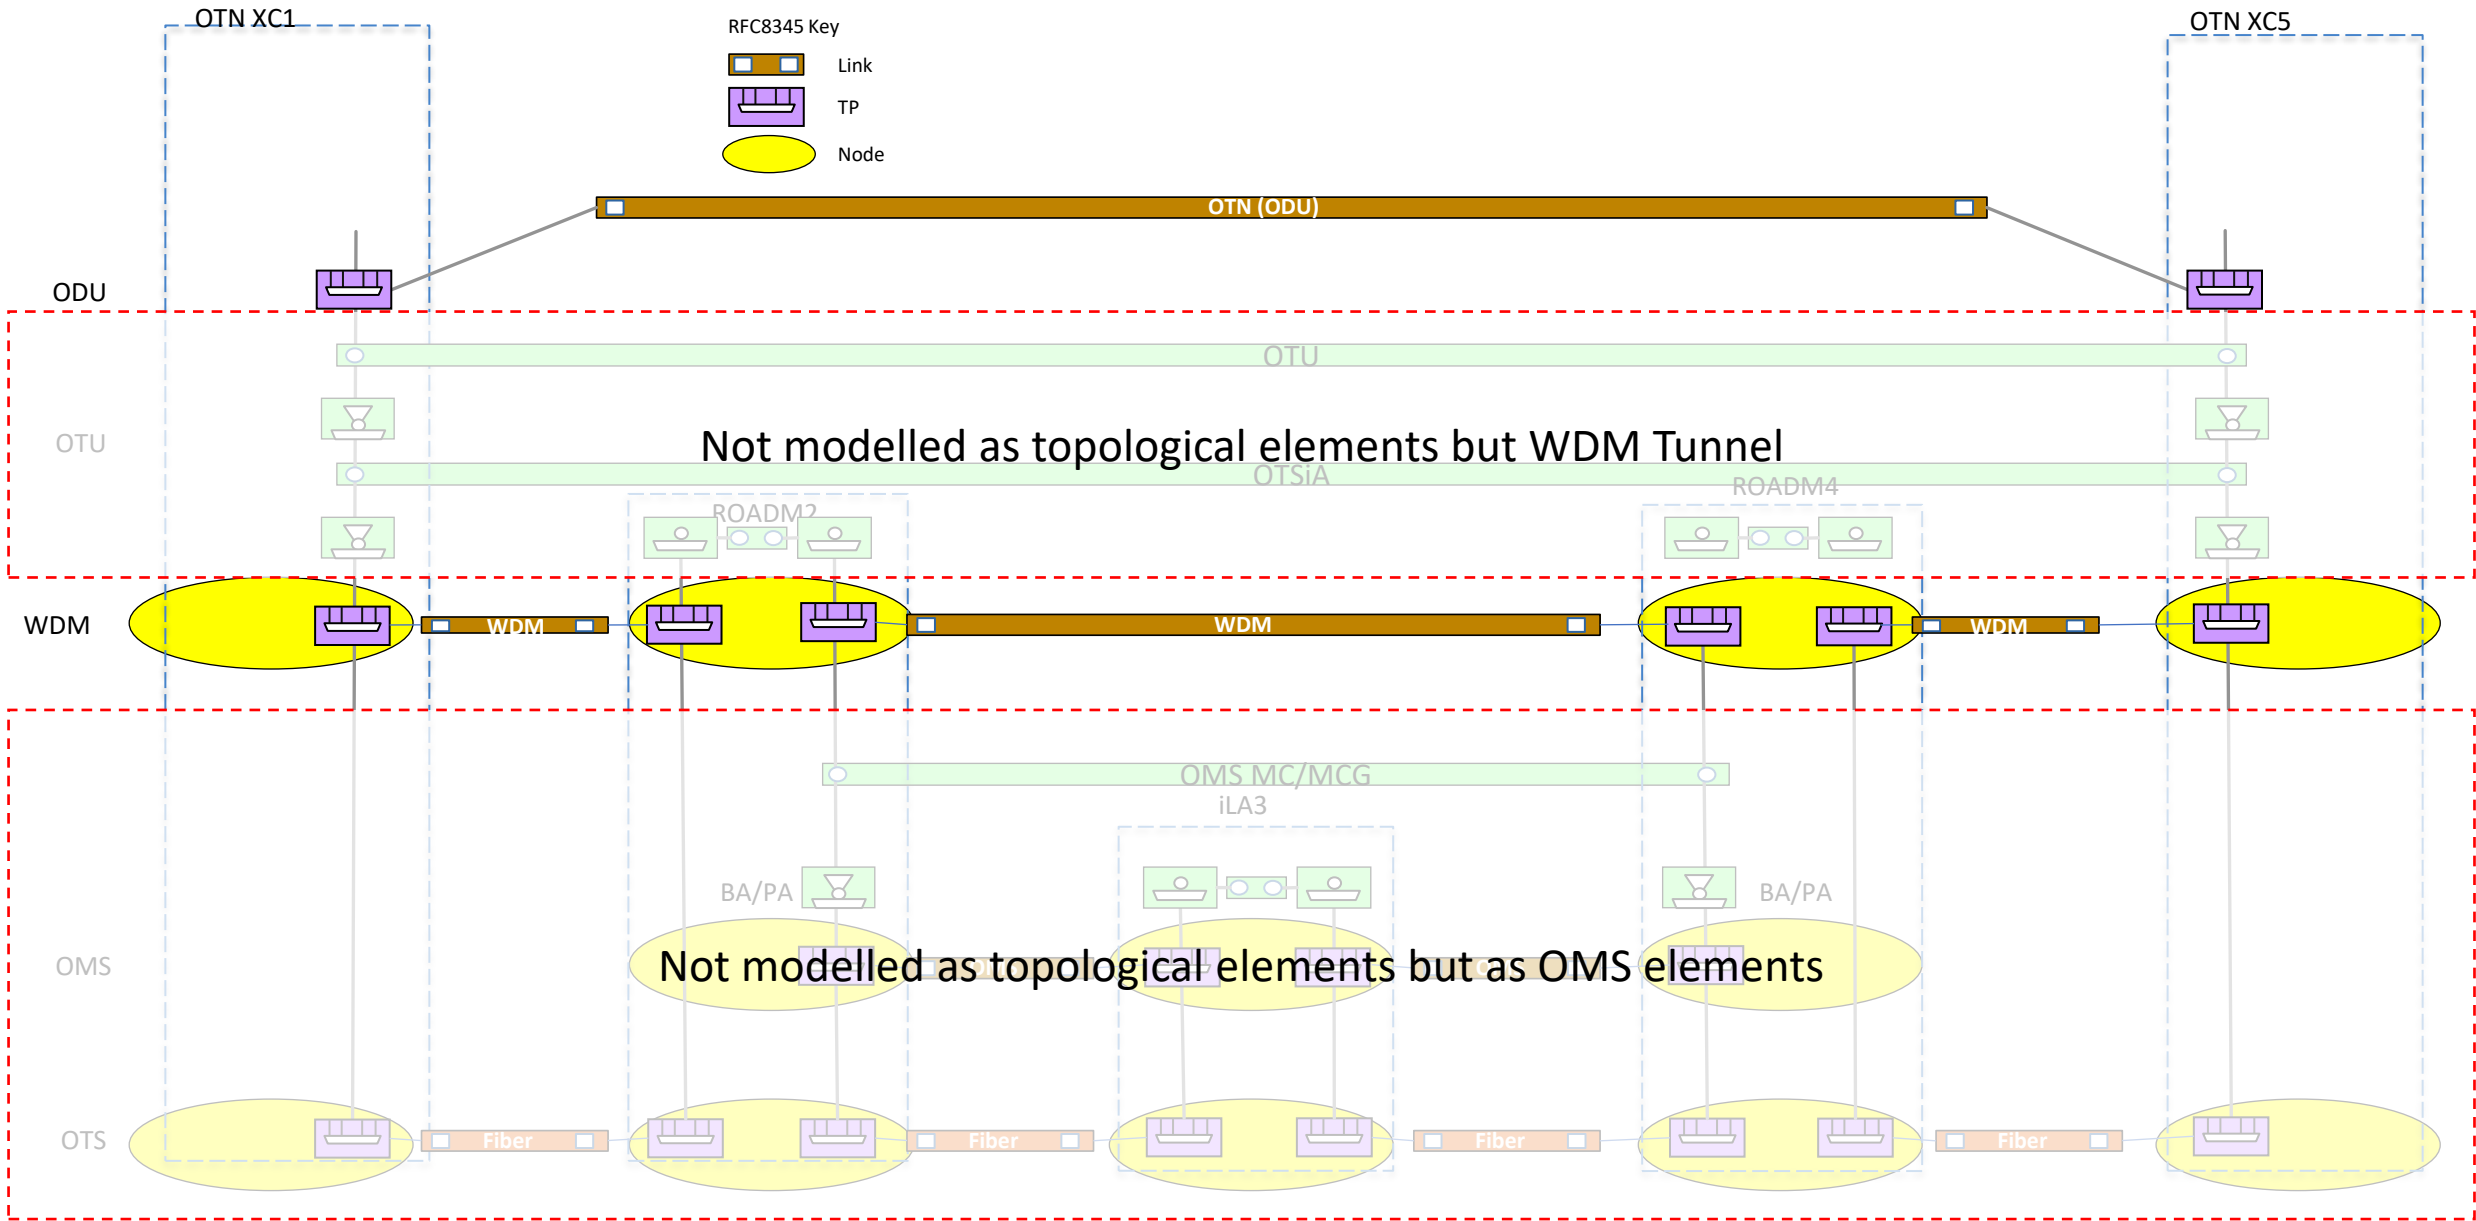 OTN XC1
RFC8345 Key
OTN XC5
Link
TP
Node
OTN (ODU)
ODU
OTU
Not modelled as topological elements but WDM Tunnel
OTU
OTSiA
ROADM2
ROADM4
WDM
WDM
WDM
WDM
OMS MC/MCG
iLA3
BA/PA
BA/PA
OMS
Not modelled as topological elements but as OMS elements
OTS
Fiber
Fiber
Fiber
Fiber